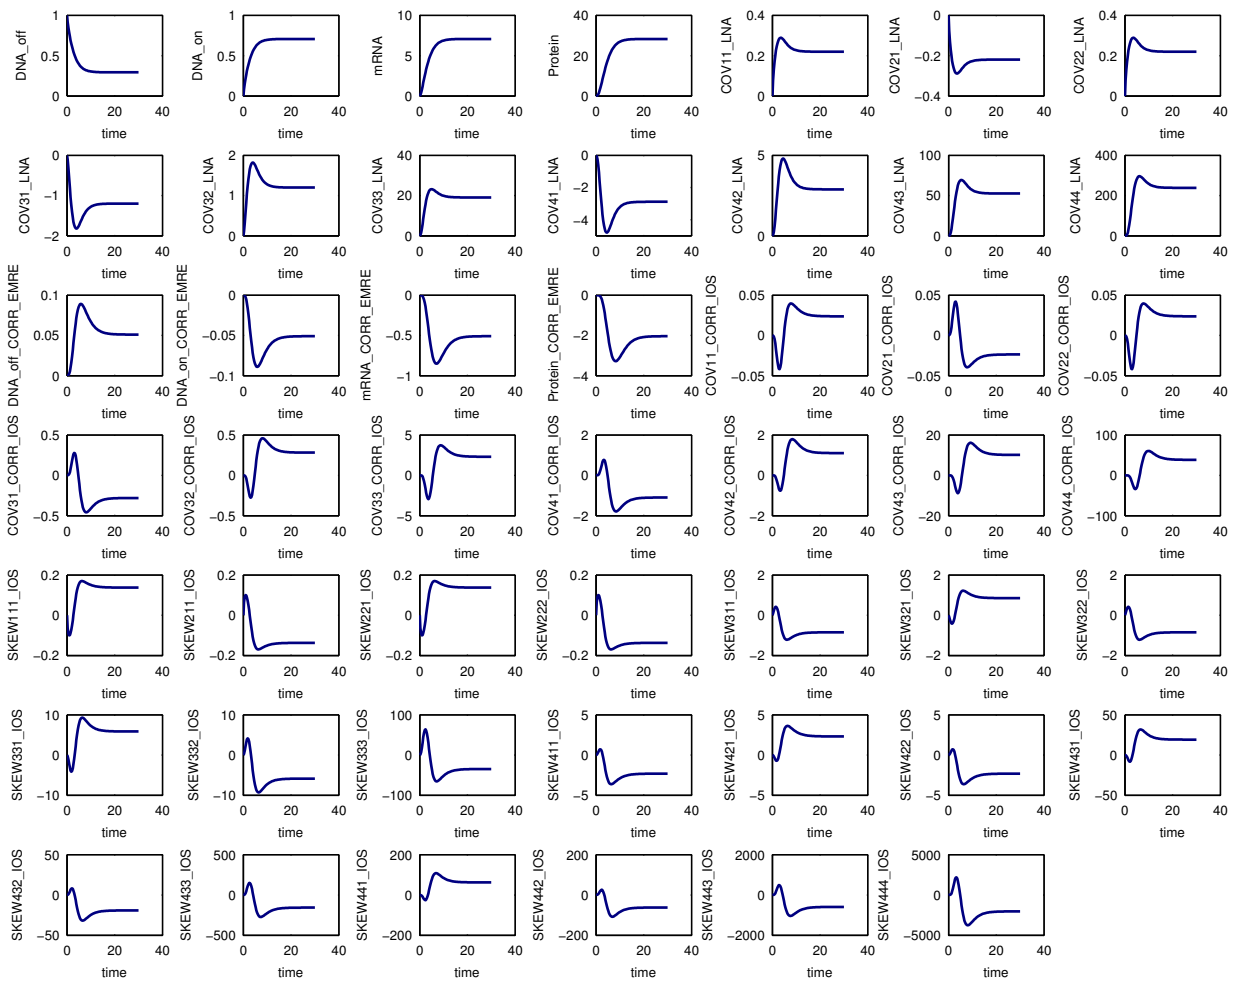 DNA_off
1
0.5
0
0 20 40
time
DNA_on
1
0.5
0
0 20 40
time
mRNA
10
5
0
0 20 40
time
Protein
40
20
0
0 20 40
time
COV11_LNA
0.4
0.2
0
0 20 40
time
COV21_LNA
0
−0.2
−0.4
0 20 40
time
COV22_LNA
0.4
0.2
0
0 20 40
time
COV31_LNA
0
−1
−2
0 20 40
time
COV32_LNA
2
1
0
0 20 40
time
COV33_LNA
40
20
0
0 20 40
time
COV41_LNA
0
−2
−4
0 20 40
time
COV42_LNA
5
0
0 20 40
time
COV43_LNA
100
50
0
0 20 40
time
COV44_LNA
400
200
0
0 20 40
time
DNA_off_CORR_EMRE
0.1
0.05
0
0 20 40
time
DNA_on_CORR_EMRE
0
−0.05
−0.1
0 20 40
time
mRNA_CORR_EMRE
0
−0.5
−1
0 20 40
time
Protein_CORR_EMRE
0
−2
−4
0 20 40
time
COV11_CORR_IOS
0.05
0
−0.05
0 20 40
time
COV21_CORR_IOS
0.05
0
−0.05
0 20 40
time
COV22_CORR_IOS
0.05
0
−0.05
0 20 40
time
COV31_CORR_IOS
0.5
0
−0.5
0 20 40
time
COV32_CORR_IOS
0.5
0
−0.5
0 20 40
time
COV33_CORR_IOS
5
0
−5
0 20 40
time
COV41_CORR_IOS
2
0
−2
0 20 40
time
COV42_CORR_IOS
2
0
−2
0 20 40
time
COV43_CORR_IOS
20
0
−20
0 20 40
time
COV44_CORR_IOS
100
0
−100
0 20 40
time
SKEW111_IOS
0.2
0
−0.2
0 20 40
time
SKEW211_IOS
0.2
0
−0.2
0 20 40
time
SKEW221_IOS
0.2
0
−0.2
0 20 40
time
SKEW222_IOS
0.2
0
−0.2
0 20 40
time
SKEW311_IOS
2
0
−2
0 20 40
time
SKEW321_IOS
2
0
−2
0 20 40
time
SKEW322_IOS
2
0
−2
0 20 40
time
SKEW331_IOS
10
0
−10
0 20 40
time
SKEW332_IOS
10
0
−10
0 20 40
time
SKEW333_IOS
100
0
−100
0 20 40
time
SKEW411_IOS
5
0
−5
0 20 40
time
SKEW421_IOS
5
0
−5
0 20 40
time
SKEW422_IOS
5
0
−5
0 20 40
time
SKEW431_IOS
50
0
−50
0 20 40
time
SKEW432_IOS
50
0
−50
0 20 40
time
SKEW433_IOS
500
0
−500
0 20 40
time
SKEW441_IOS
200
0
−200
0 20 40
time
SKEW442_IOS
200
0
−200
0 20 40
time
SKEW443_IOS
2000
0
−2000
0 20 40
time
SKEW444_IOS
5000
0
−5000
0 20 40
time